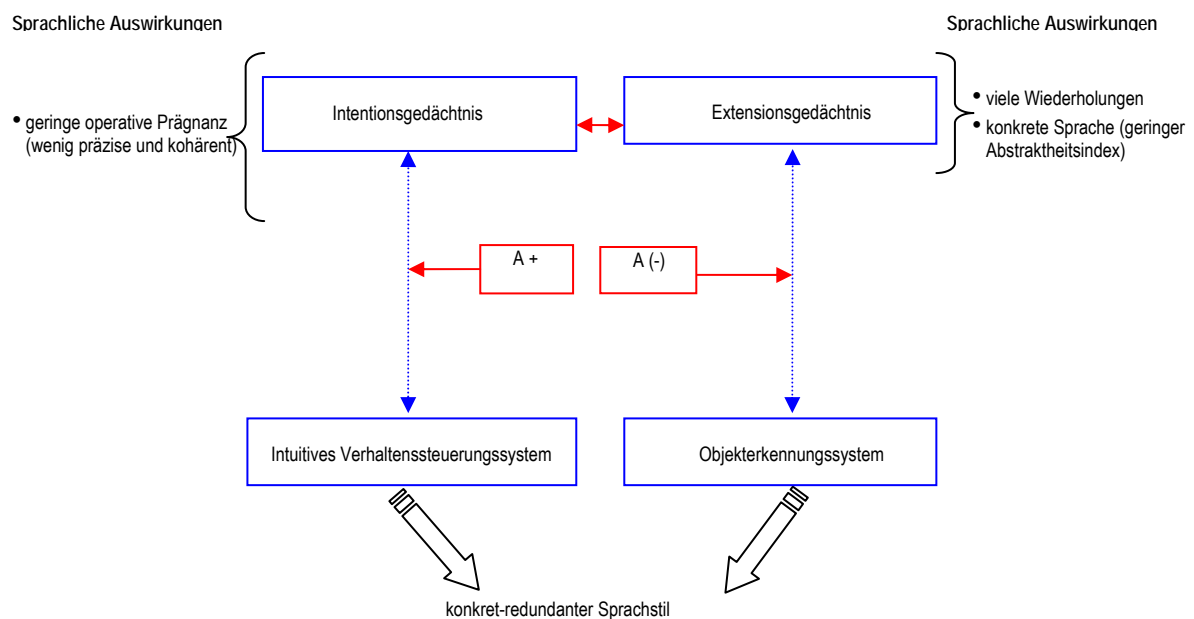 Sprachliche Auswirkungen
Sprachliche Auswirkungen
Intentionsgedächtnis
Extensionsgedächtnis
• geringe operative Prägnanz
(wenig präzise und kohärent)
• viele Wiederholungen
• konkrete Sprache (geringer
Abstraktheitsindex)
A +
A (-)
Intuitives Verhaltenssteuerungssystem
Objekterkennungssystem
konkret-redundanter Sprachstil